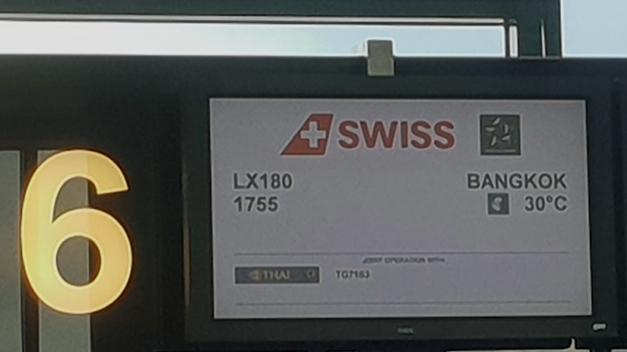 6
SWISS
LX180 BANGKOK
1755 30°C
JOINT OPERATION WITH
THAI TG7163